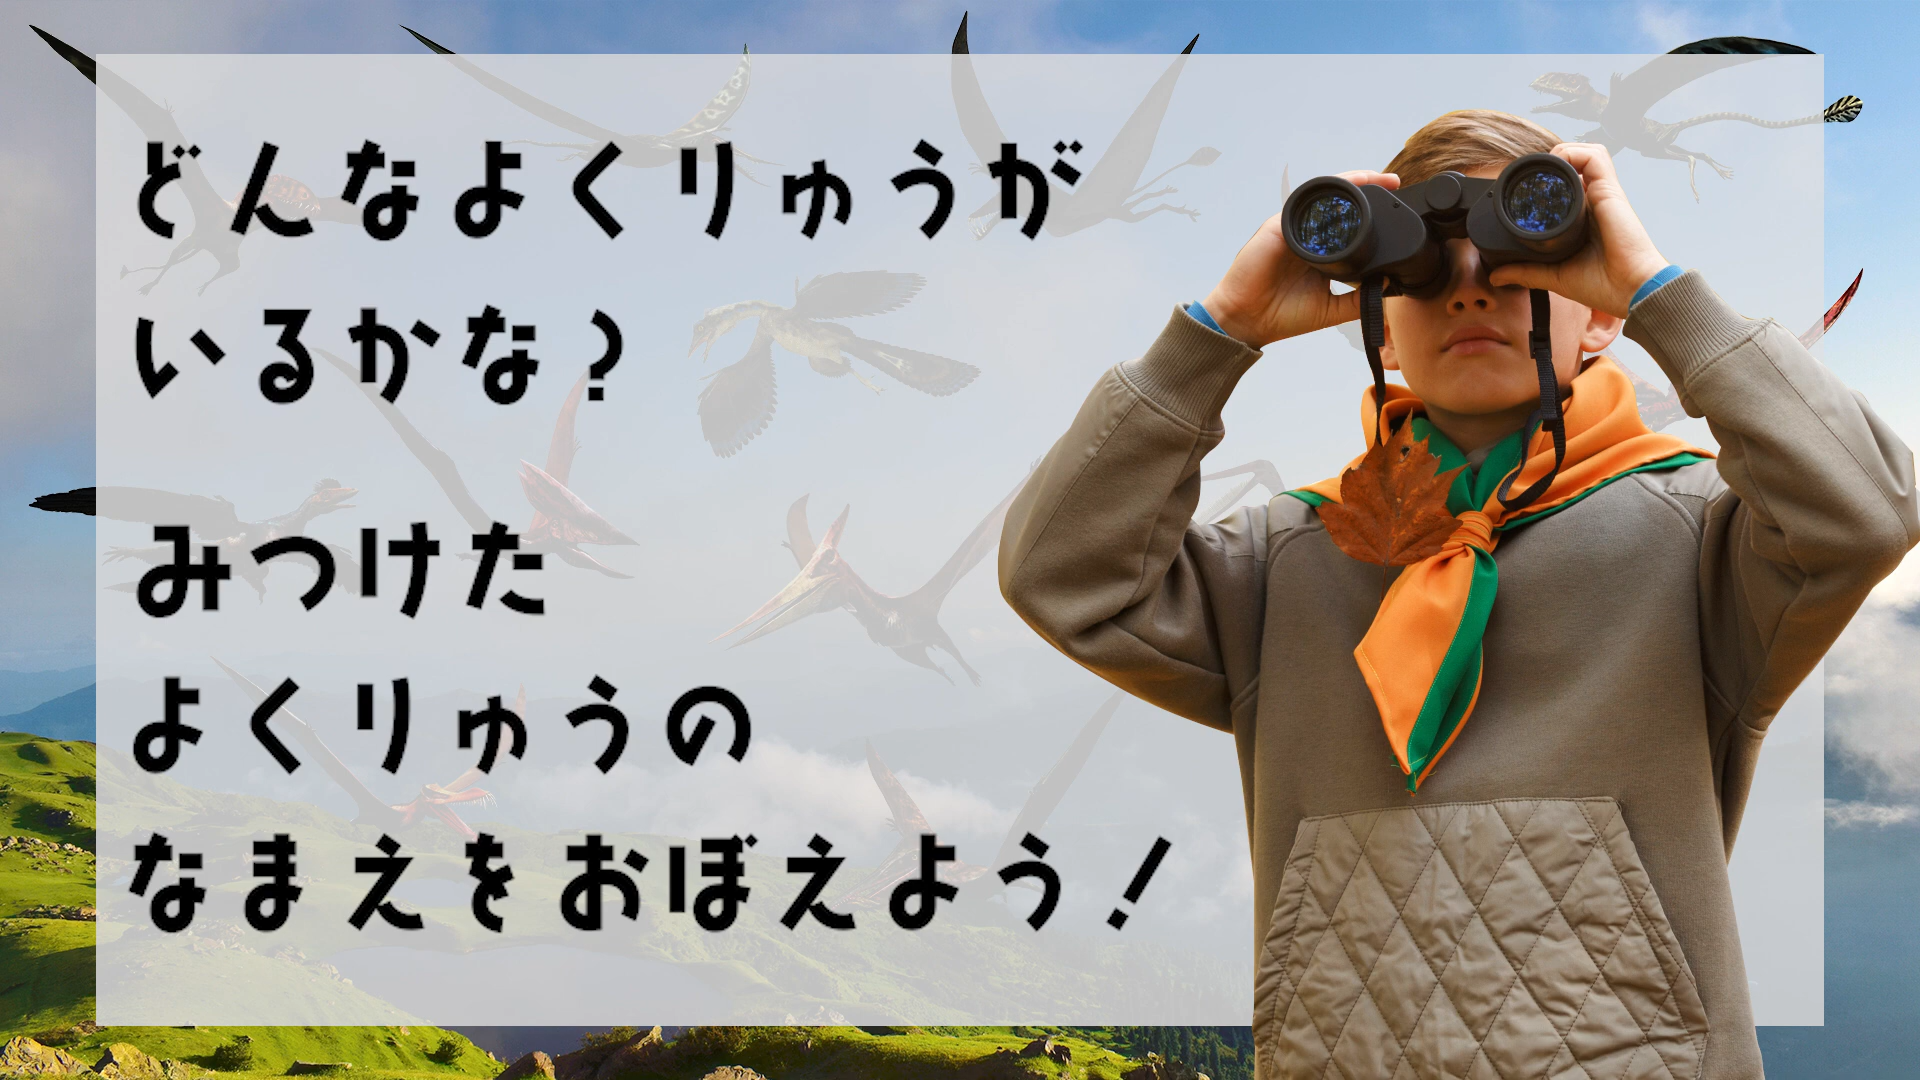 どんなよくりゅうが
いるかな?
みつけた
よくりゅうの
なまえをおぼえよう!